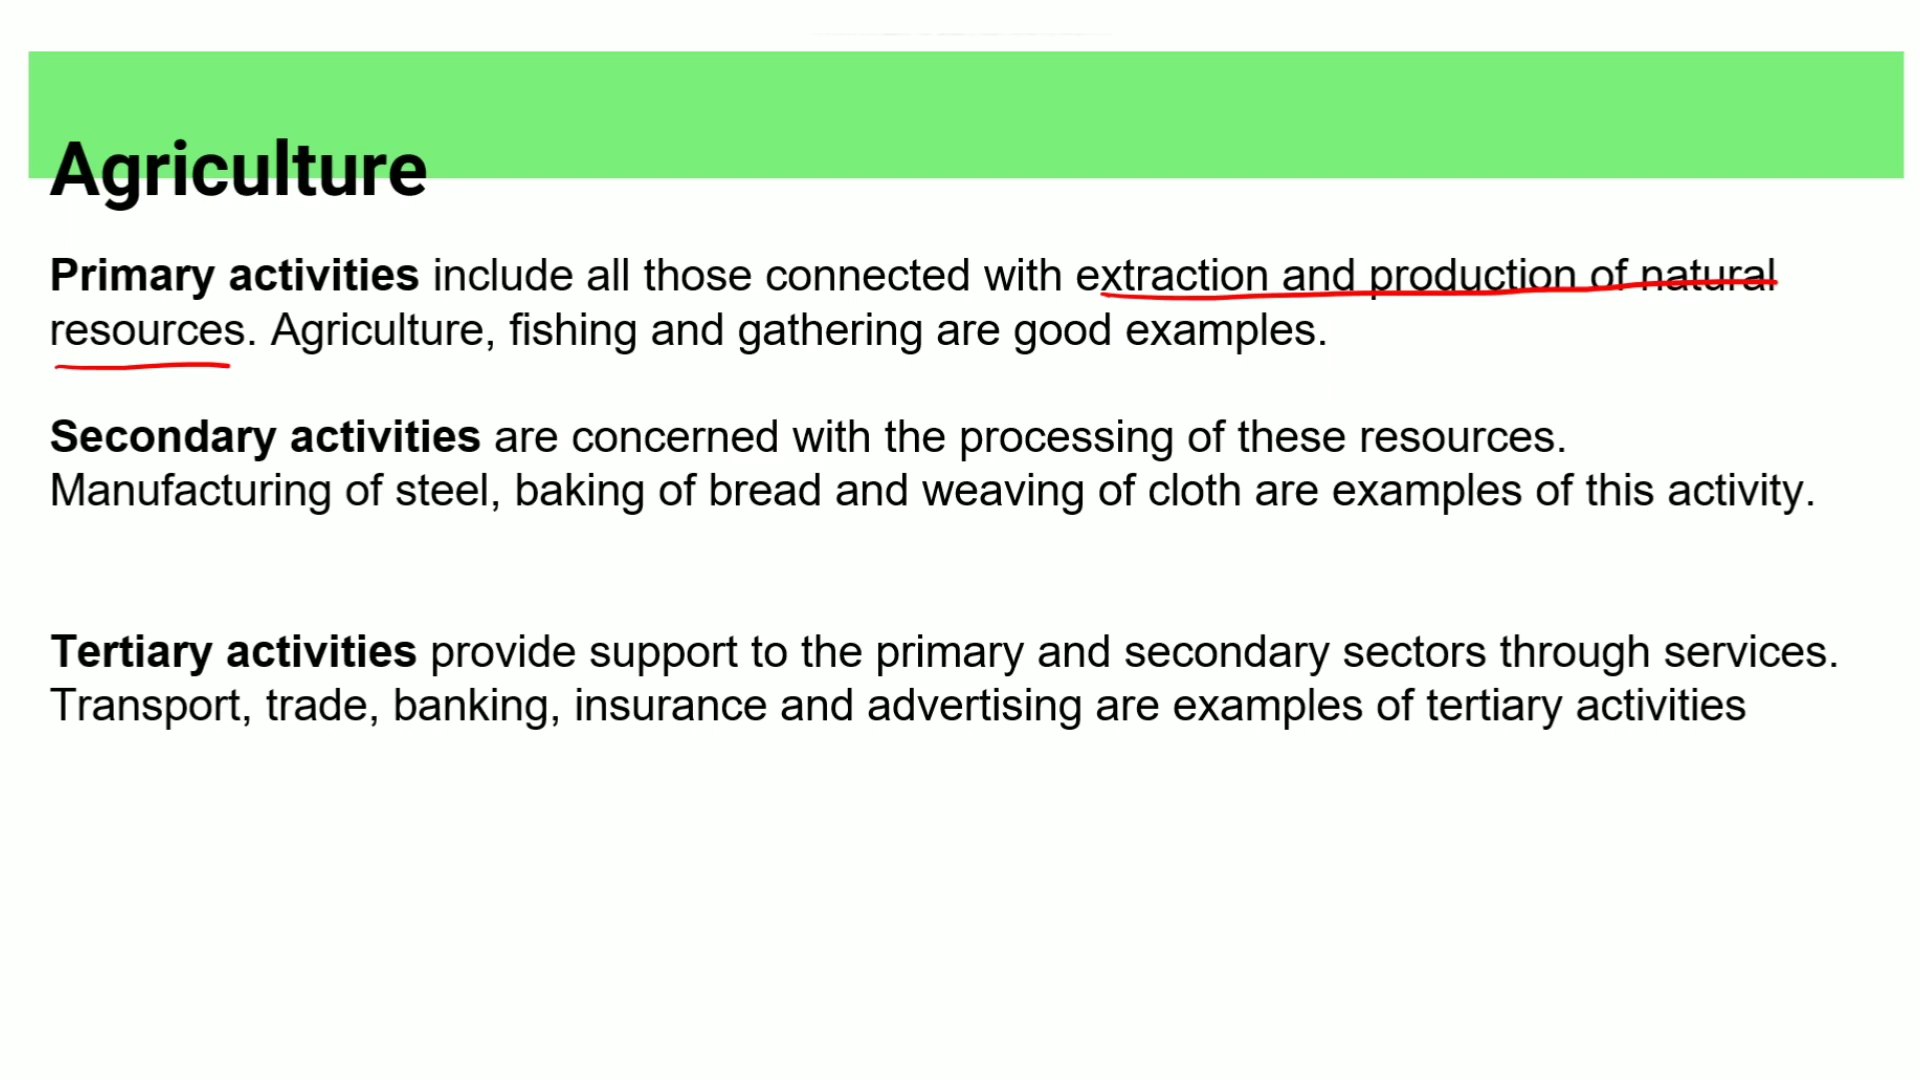 Agriculture
Primary activities include all those connected with extraction and production of natural
resources. Agriculture, fishing and gathering are good examples.
Secondary activities are concerned with the processing of these resources.
Manufacturing of steel, baking of bread and weaving of cloth are examples of this activity.
Tertiary activities provide support to the primary and secondary sectors through services.
Transport, trade, banking, insurance and advertising are examples of tertiary activities